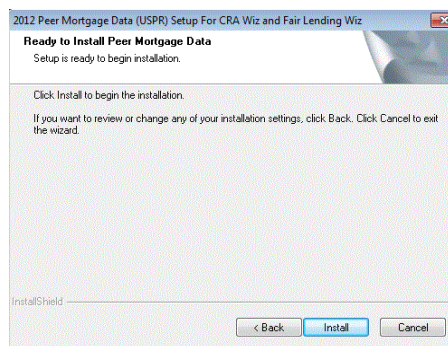 2012 Peer Mortgage Data (USPR) Setup For CRA Wiz and Fair Lending Wiz
Ready to Install Peer Mortgage Data
Setup is ready to begin installation.
Click Install to begin the installation.
If you want to review or change any of your installation settings, click Back. Click Cancel to exit
the wizard.
InstallShield
< Back Install Cancel